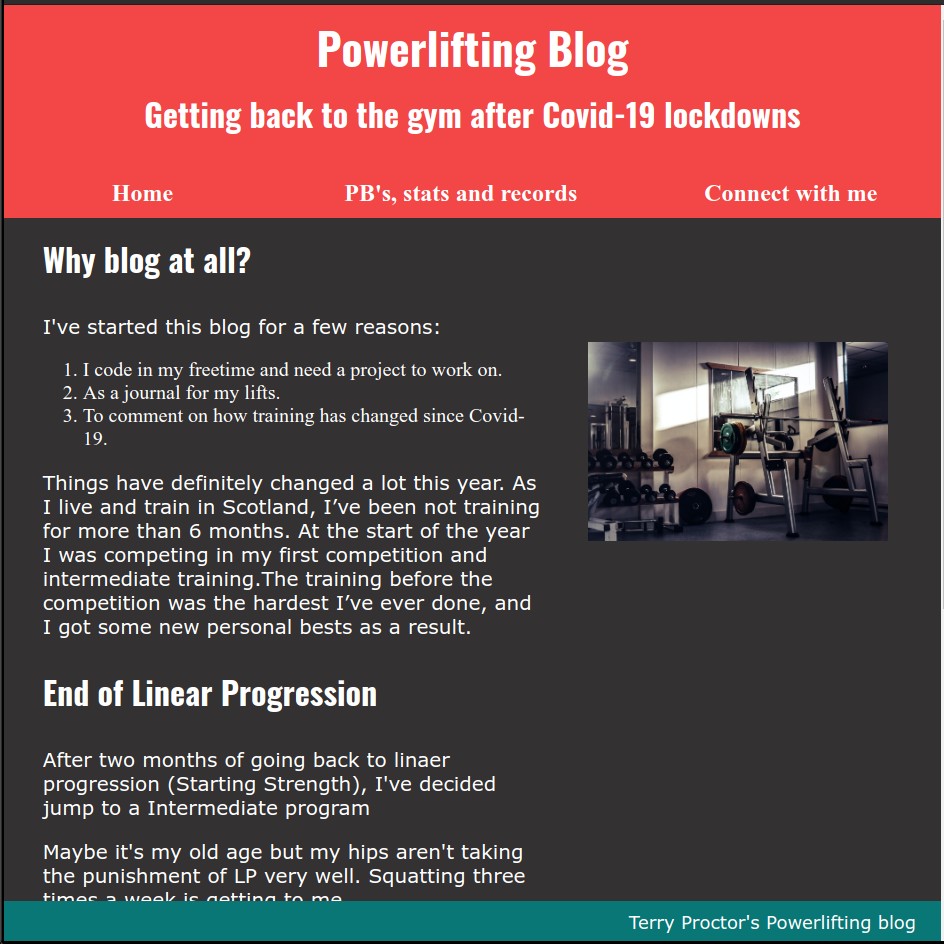 Powerlifting Blog
Getting back to the gym after Covid-19 lockdowns
Home PB's, stats and records Connect with me
Why blog at all?
I've started this blog for a few reasons:
1. I code in my freetime and need a project to work on.
2. As a journal for my lifts.
3. To comment on how training has changed since Covid-
19.
Things have definitely changed a lot this year. As
I live and train in Scotland, I’ve been not training
for more than 6 months. At the start of the year
I was competing in my first competition and
intermediate training.The training before the
competition was the hardest I’ve ever done, and
I got some new personal bests as a result.
End of Linear Progression
After two months of going back to linaer
progression (Starting Strength), I've decided
jump to a Intermediate program
Maybe it's my old age but my hips aren't taking
the punishment of LP very well. Squatting three
times a week is getting to me
Terry Proctor's Powerlifting blog